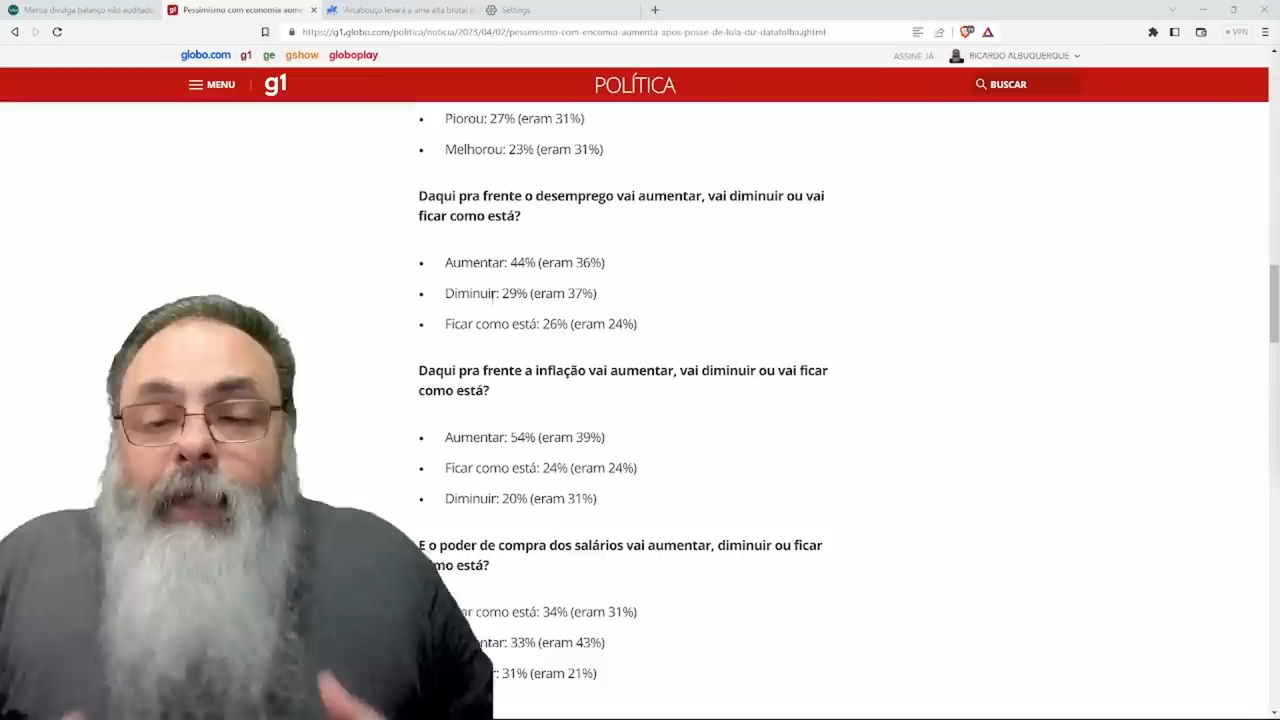 Mensa divulga balanço não auditado
Pessimismo com economia aume
'Arcabouço levará a uma alta brutal d
Settings
https://g1.globo.com/politica/noticia/2023/04/02/pessimismo-com-encomia-aumenta-apos-posse-de-lula-diz-datafolha.ghtml
VPN
globo.com g1 ge gshow globoplay
ASSINE JÁ RICARDO ALBUQUERQUE
MENU g1 POLÍTICA BUSCAR
• Piorou: 27% (eram 31%)
• Melhorou: 23% (eram 31%)
Daqui pra frente o desemprego vai aumentar, vai diminuir ou vai
ficar como está?
• Aumentar: 44% (eram 36%)
• Diminuir: 29% (eram 37%)
• Ficar como está: 26% (eram 24%)
Daqui pra frente a inflação vai aumentar, vai diminuir ou vai ficar
como está?
• Aumentar: 54% (eram 39%)
• Ficar como está: 24% (eram 24%)
• Diminuir: 20% (eram 31%)
E o poder de compra dos salários vai aumentar, diminuir ou ficar
mo está?
ar como está: 34% (eram 31%)
ntar: 33% (eram 43%)
r: 31% (eram 21%)